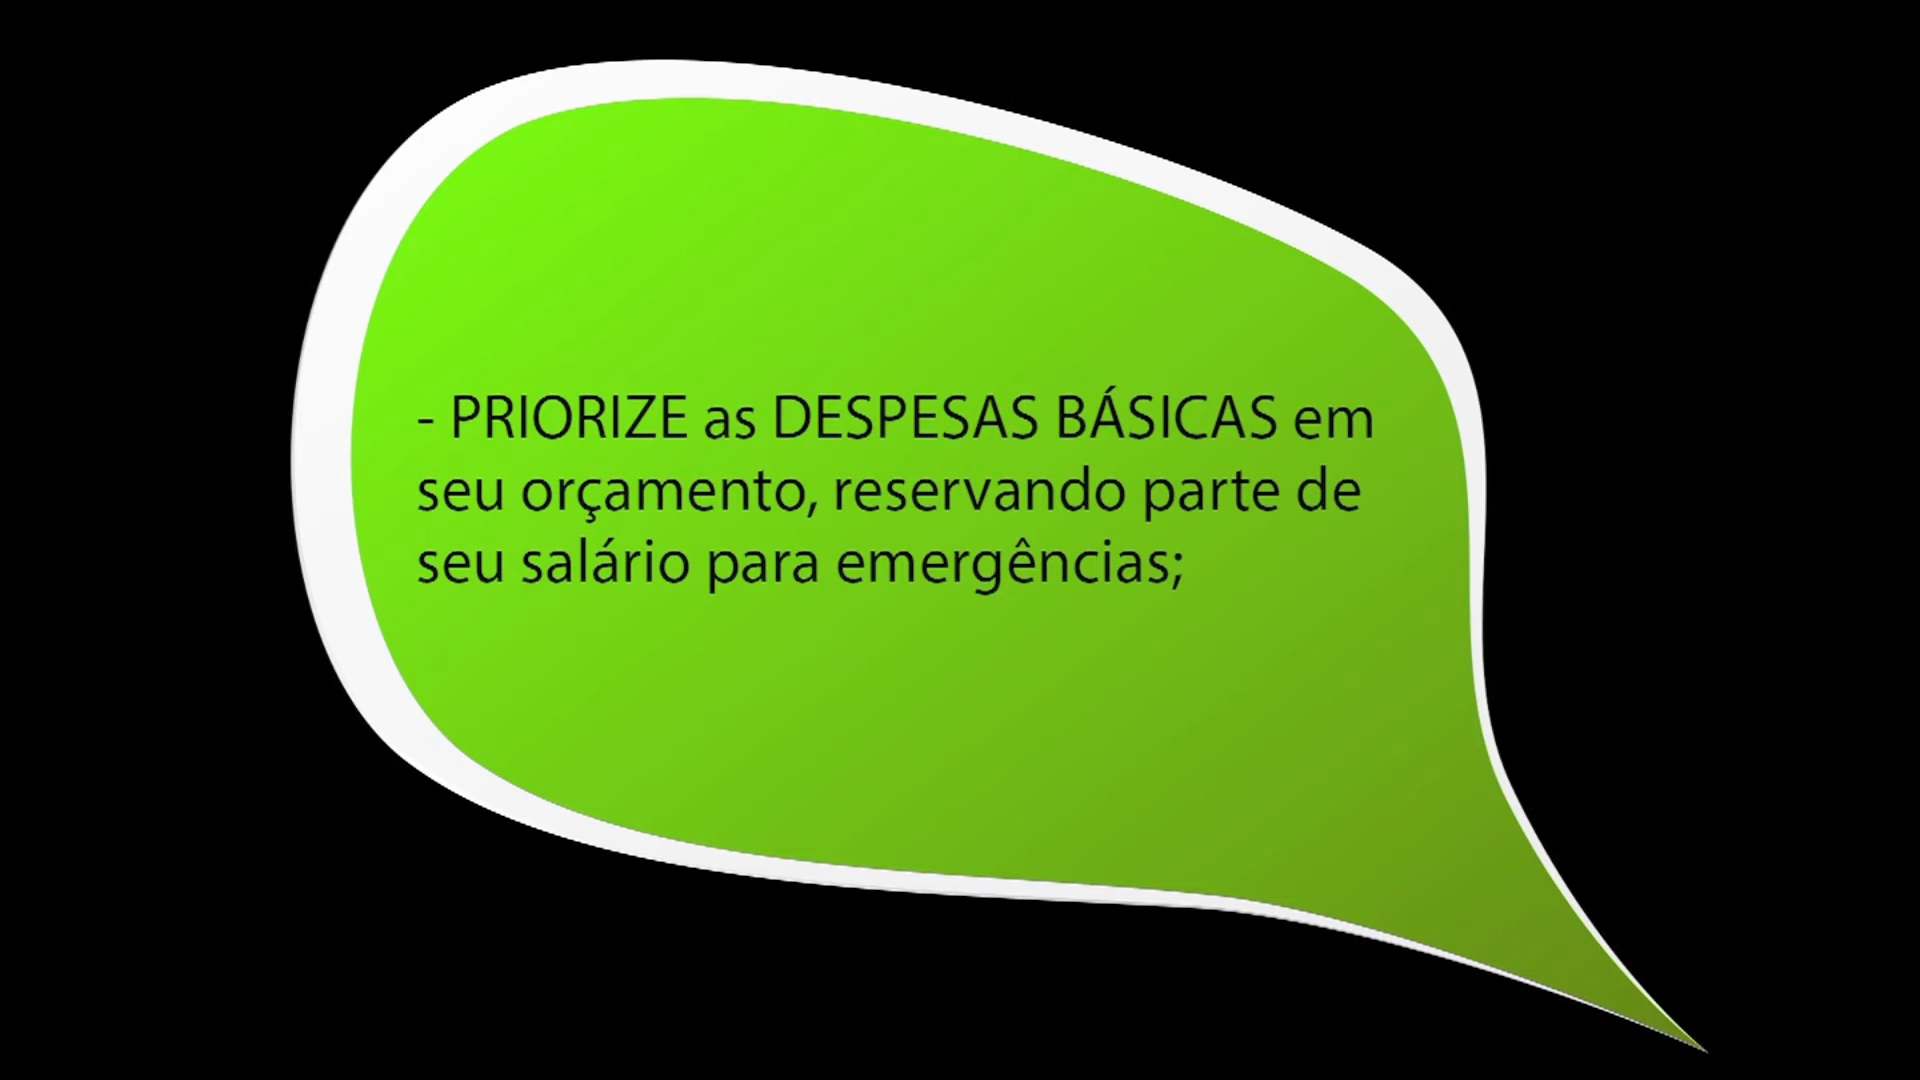 - PRIORIZE as DESPESAS BÁSICAS em
seu orçamento, reservando parte de
seu salário para emergências;